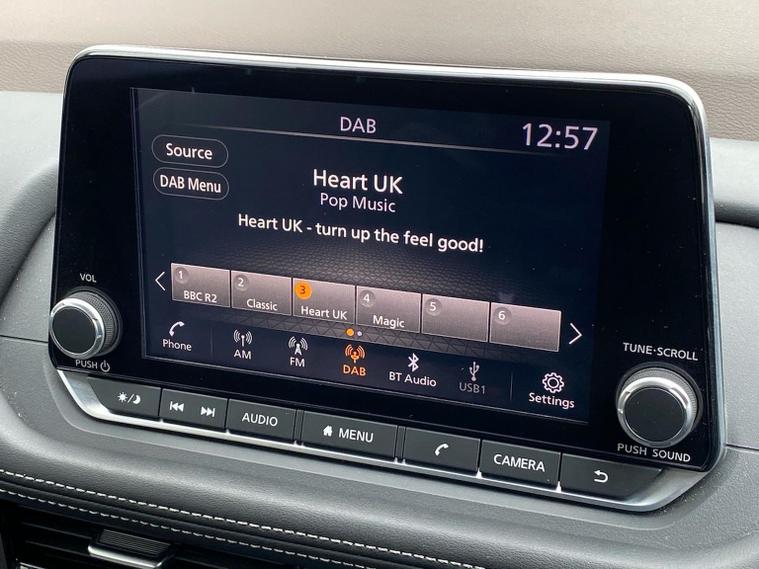 DAB
12:57
Source
DAB Menu
Heart UK
Pop Music
Heart UK - turn up the feel good!
1 2 3 4 5 6
BBC R2 Classic Heart UK Magic
Phone AM FM DAB BT Audio USB1 Settings
VOL
PUSH
TUNE·SCROLL
PUSH SOUND
AUDIO MENU CAMERA